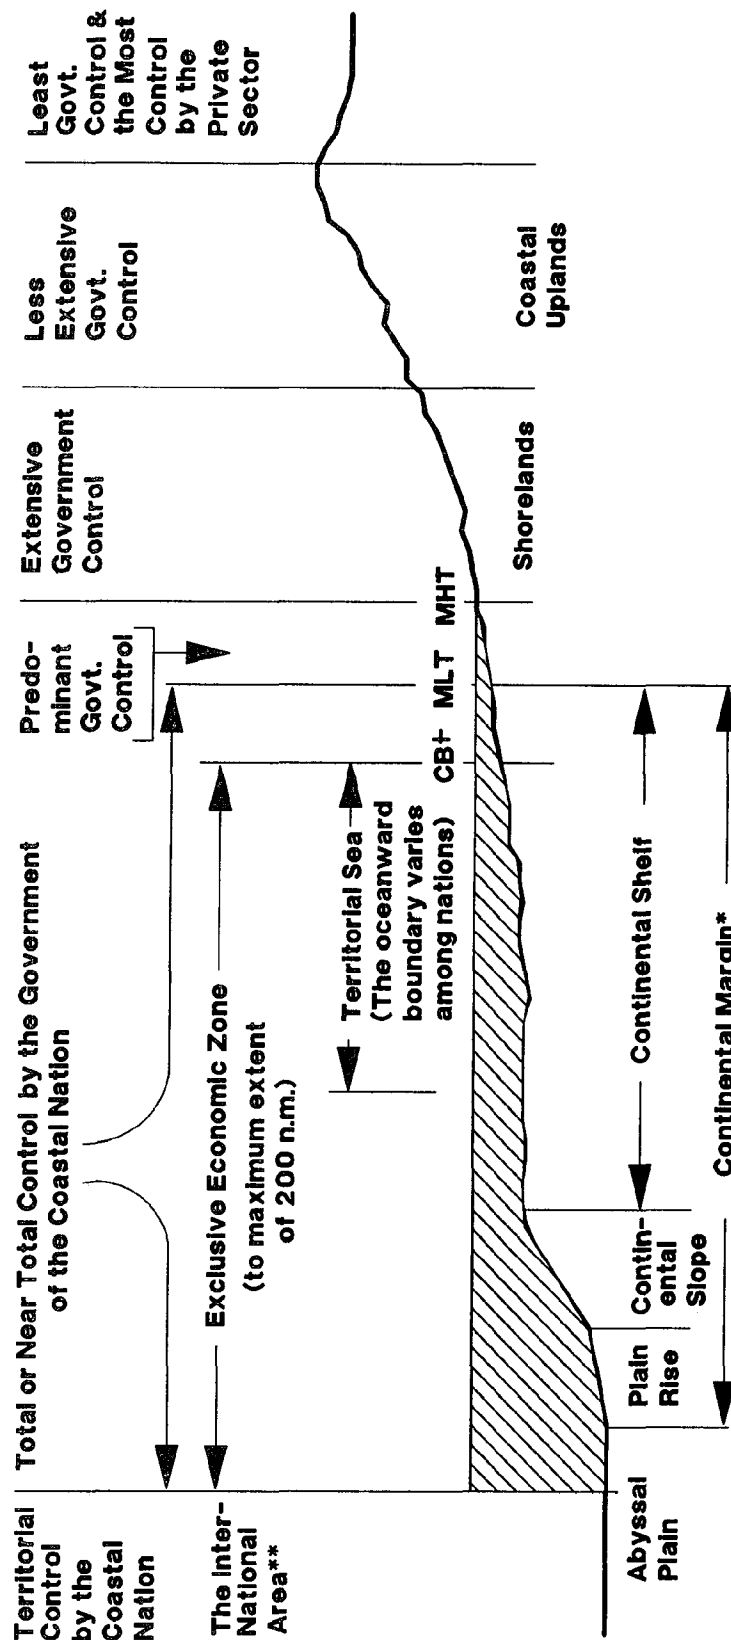 Territorial
Control
by the
Coastal
Nation
Total or Near Total Control by the Government
of the Coastal Nation
Predo-
minant
Govt.
Control
Extensive
Government
Control
Less
Extensive
Govt.
Control
Least
Govt.
Control &
the Most
Control
by the
Private
Sector
The Inter-
National
Area**
Exclusive Economic Zone
(to maximum extent
of 200 n.m.)
Territorial Sea
(The oceanward
boundary varies
among nations)
CB†
MLT
MHT
Shorelands
Coastal
Uplands
Abyssal
Plain
Plain
Rise
Contin-
ental
Slope
Continental Shelf
Continental Margin*